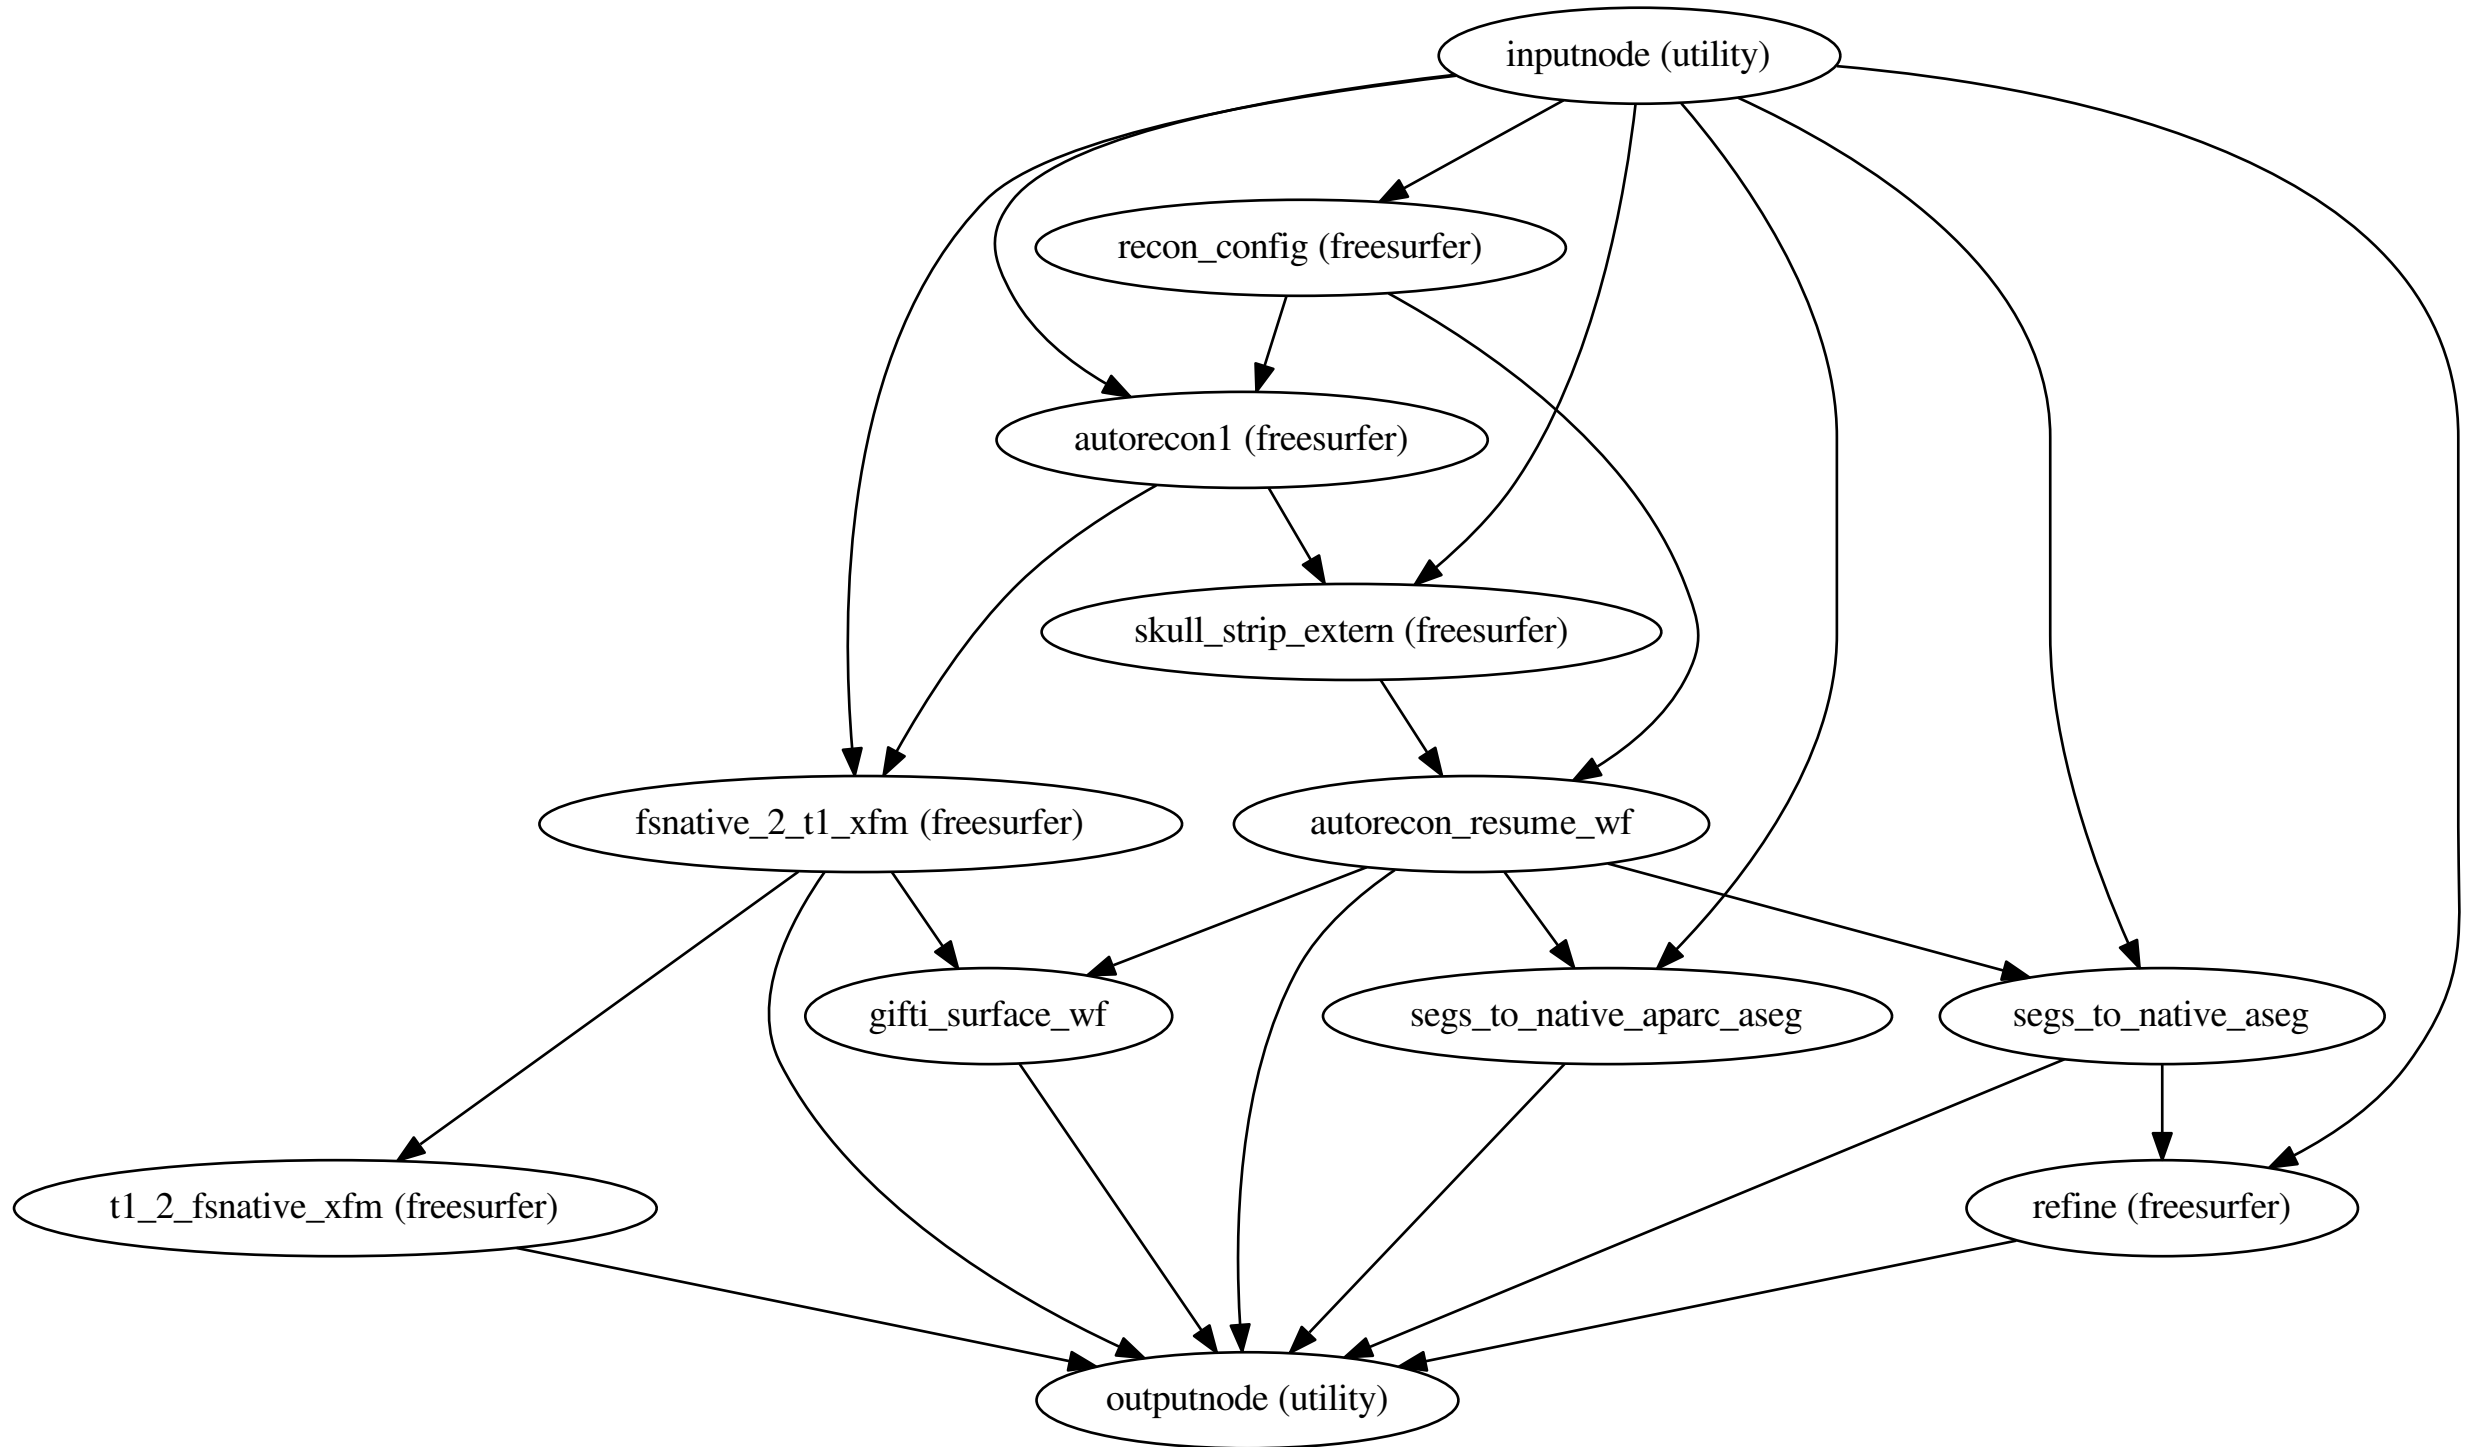 inputnode (utility)
recon_config (freesurfer)
autorecon1 (freesurfer)
skull_strip_extern (freesurfer)
fsnative_2_t1_xfm (freesurfer)
autorecon_resume_wf
gifti_surface_wf
segs_to_native_aparc_aseg
segs_to_native_aseg
t1_2_fsnative_xfm (freesurfer)
refine (freesurfer)
outputnode (utility)